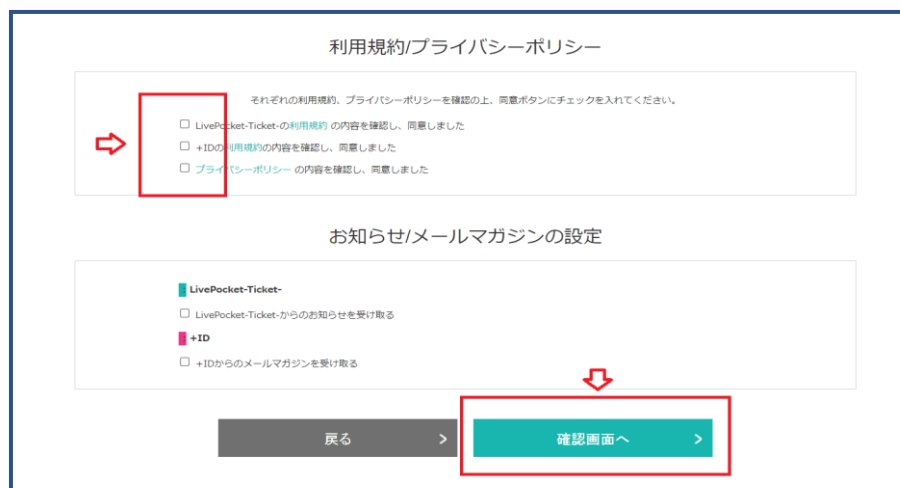 利用規約/プライバシーポリシー
それぞれの利用規約、プライバシーポリシーを確認の上、同意ボタンにチェックを入れてください。
LivePocket-Ticket-の利用規約 の内容を確認し、同意しました
+IDの利用規約の内容を確認し、同意しました
プライバシーポリシー の内容を確認し、同意しました
お知らせ/メールマガジンの設定
LivePocket-Ticket-
LivePocket-Ticket-からのお知らせを受け取る
+ID
+IDからのメールマガジンを受け取る
戻る
確認画面へ